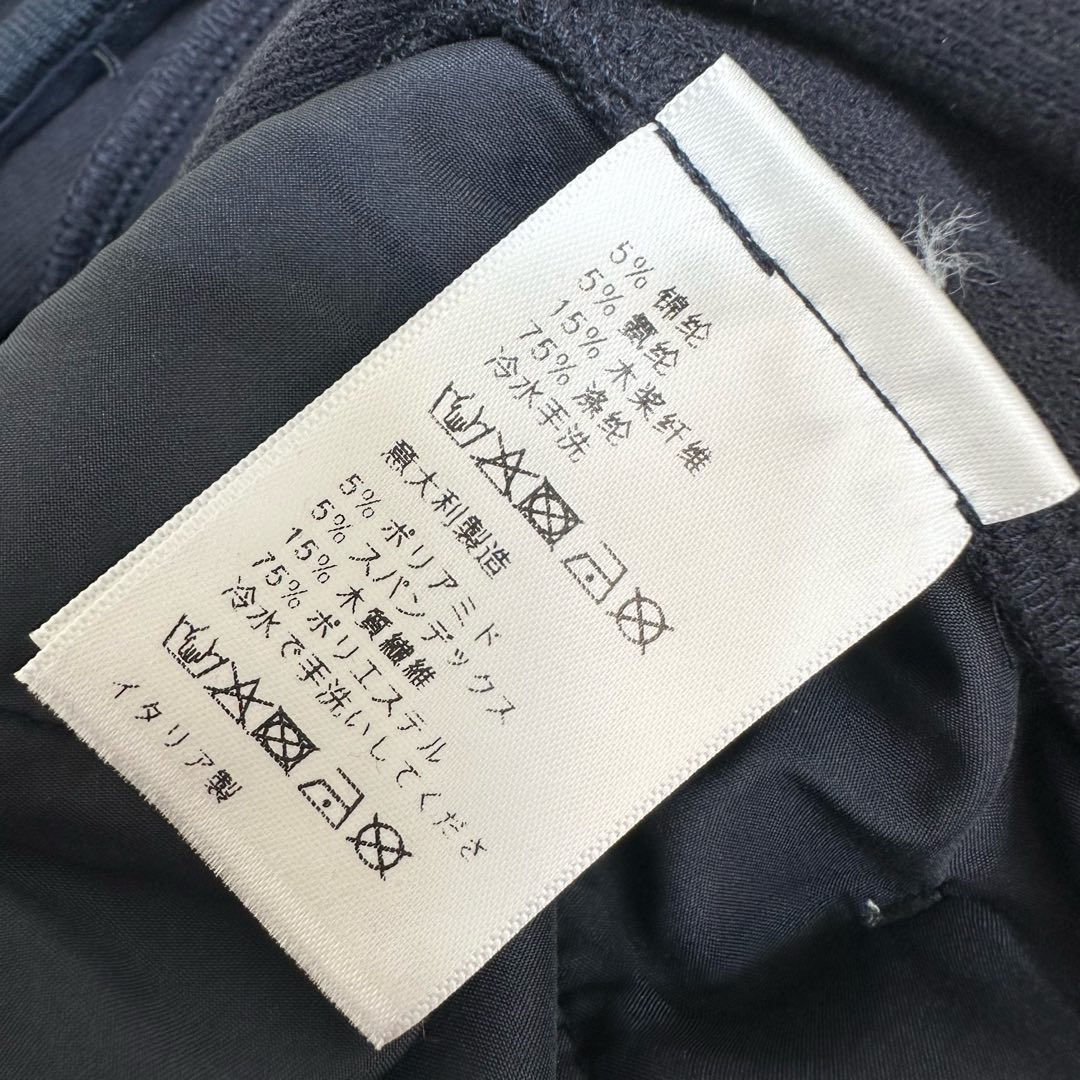 5% 锦纶
5% 氨纶
15% 木浆纤维
75% 涤纶
冷水手洗
意大利製造
5% ポリアミド
5% スパンデックス
15% 木質繊維
75% ポリエステル
冷水で手洗いしてくださ
イタリア製